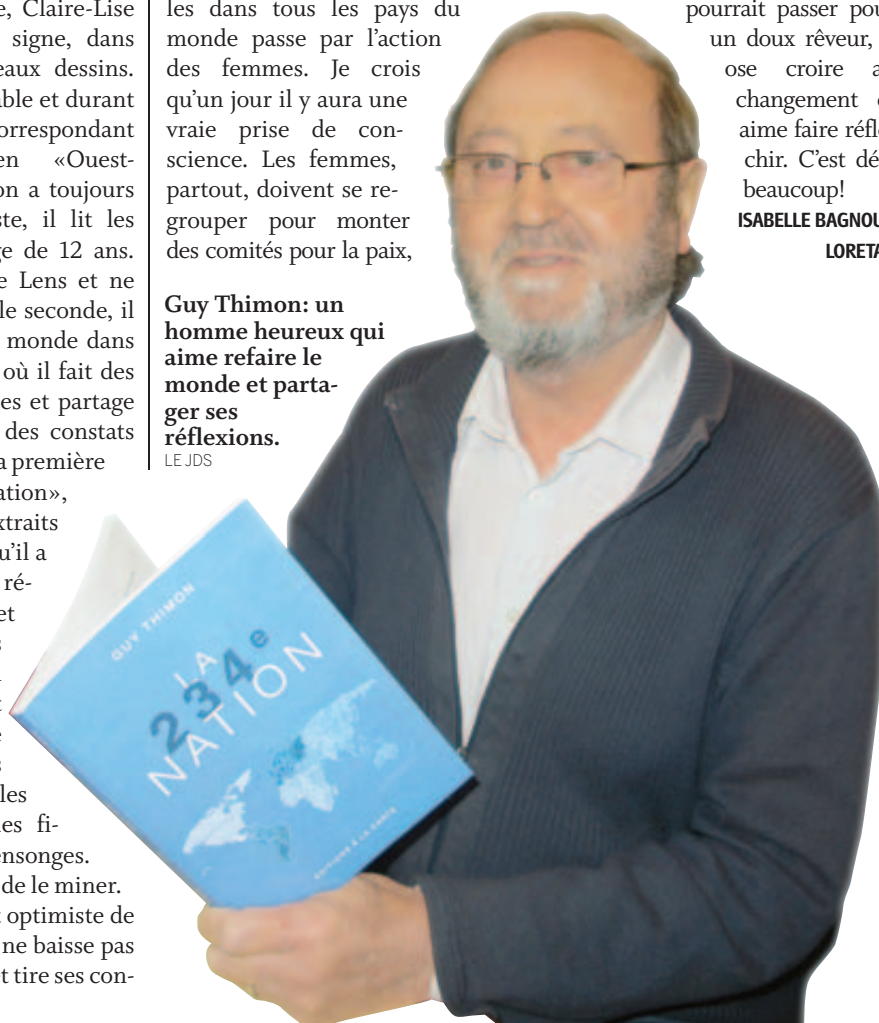 e, Claire-Lise
signe, dans
eaux dessins.
able et durant
orrespondant
en «Ouest-
on a toujours
ste, il lit les
ge de 12 ans.
e Lens et ne
le seconde, il
monde dans
où il fait des
es et partage
des constats
a première
ation»,
xtraits
u'il a
ré-
et
les
les fi-
ensonges.
de le miner.
t optimiste de
ne baisse pas
et tire ses con-
les dans tous les pays du
monde passe par l'action
des femmes. Je crois
qu'un jour il y aura une
vraie prise de con-
science. Les femmes,
partout, doivent se re-
grouper pour monter
des comités pour la paix,
Guy Thimon: un
homme heureux qui
aime refaire le
monde et parta-
ger ses
réflexions.
LE JDS
pourrait passer pou
un doux rêveur,
ose croire a
changement
aime faire réfl
chir. C'est dé
beaucoup!
ISABELLE BAGNOU
LORETA
GUY THIMON
LA
234e
NATION
EDITIONS À LA CARTE